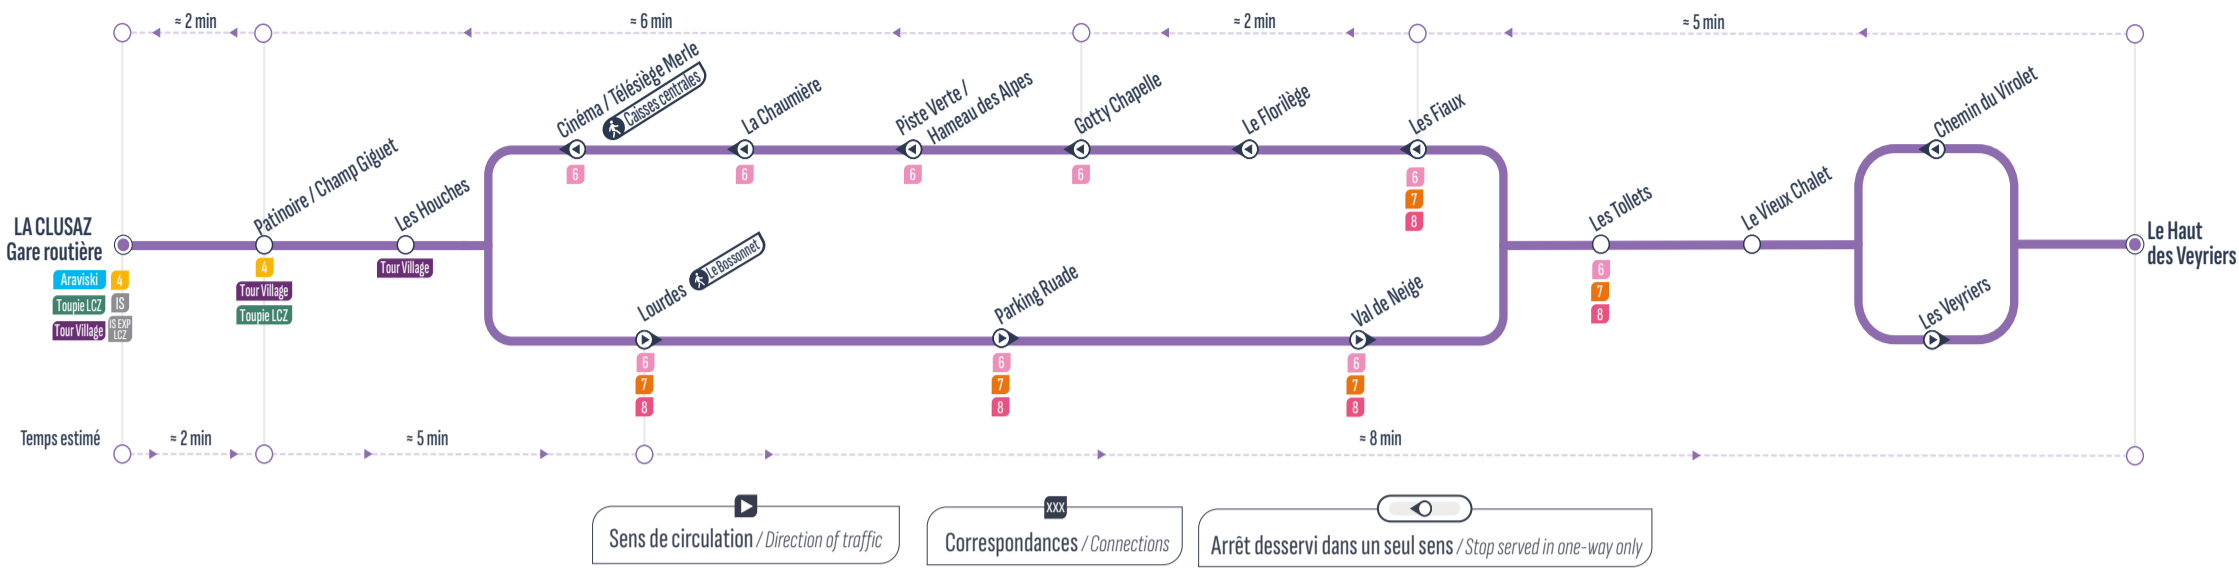 ≈ 2 min
≈ 6 min
≈ 2 min
≈ 5 min
Cinéma / Télésiège Merle
Caisses centrales
La Chaumière
Piste Verte /
Hameau des Alpes
Gotty Chapelle
Le Florilège
Les Fiaux
Chemin du Virolet
6
6
6
6
6
7
8
LA CLUSAZ
Gare routière
Patinoire / Champ Giguet
Les Houches
Les Tollets
Le Vieux Chalet
Le Haut
des Veyriers
Araviski
4
Toupie LCZ
IS
Tour Village
IS EXP
LCZ
4
Tour Village
Toupie LCZ
Tour Village
6
7
8
Lourdes
Le Bossonnet
Parking Ruade
Val de Neige
Les Veyriers
6
7
8
6
7
8
6
7
8
Temps estimé
≈ 2 min
≈ 5 min
≈ 8 min
Sens de circulation / Direction of traffic
XXX
Correspondances / Connections
Arrêt desservi dans un seul sens / Stop served in one-way only